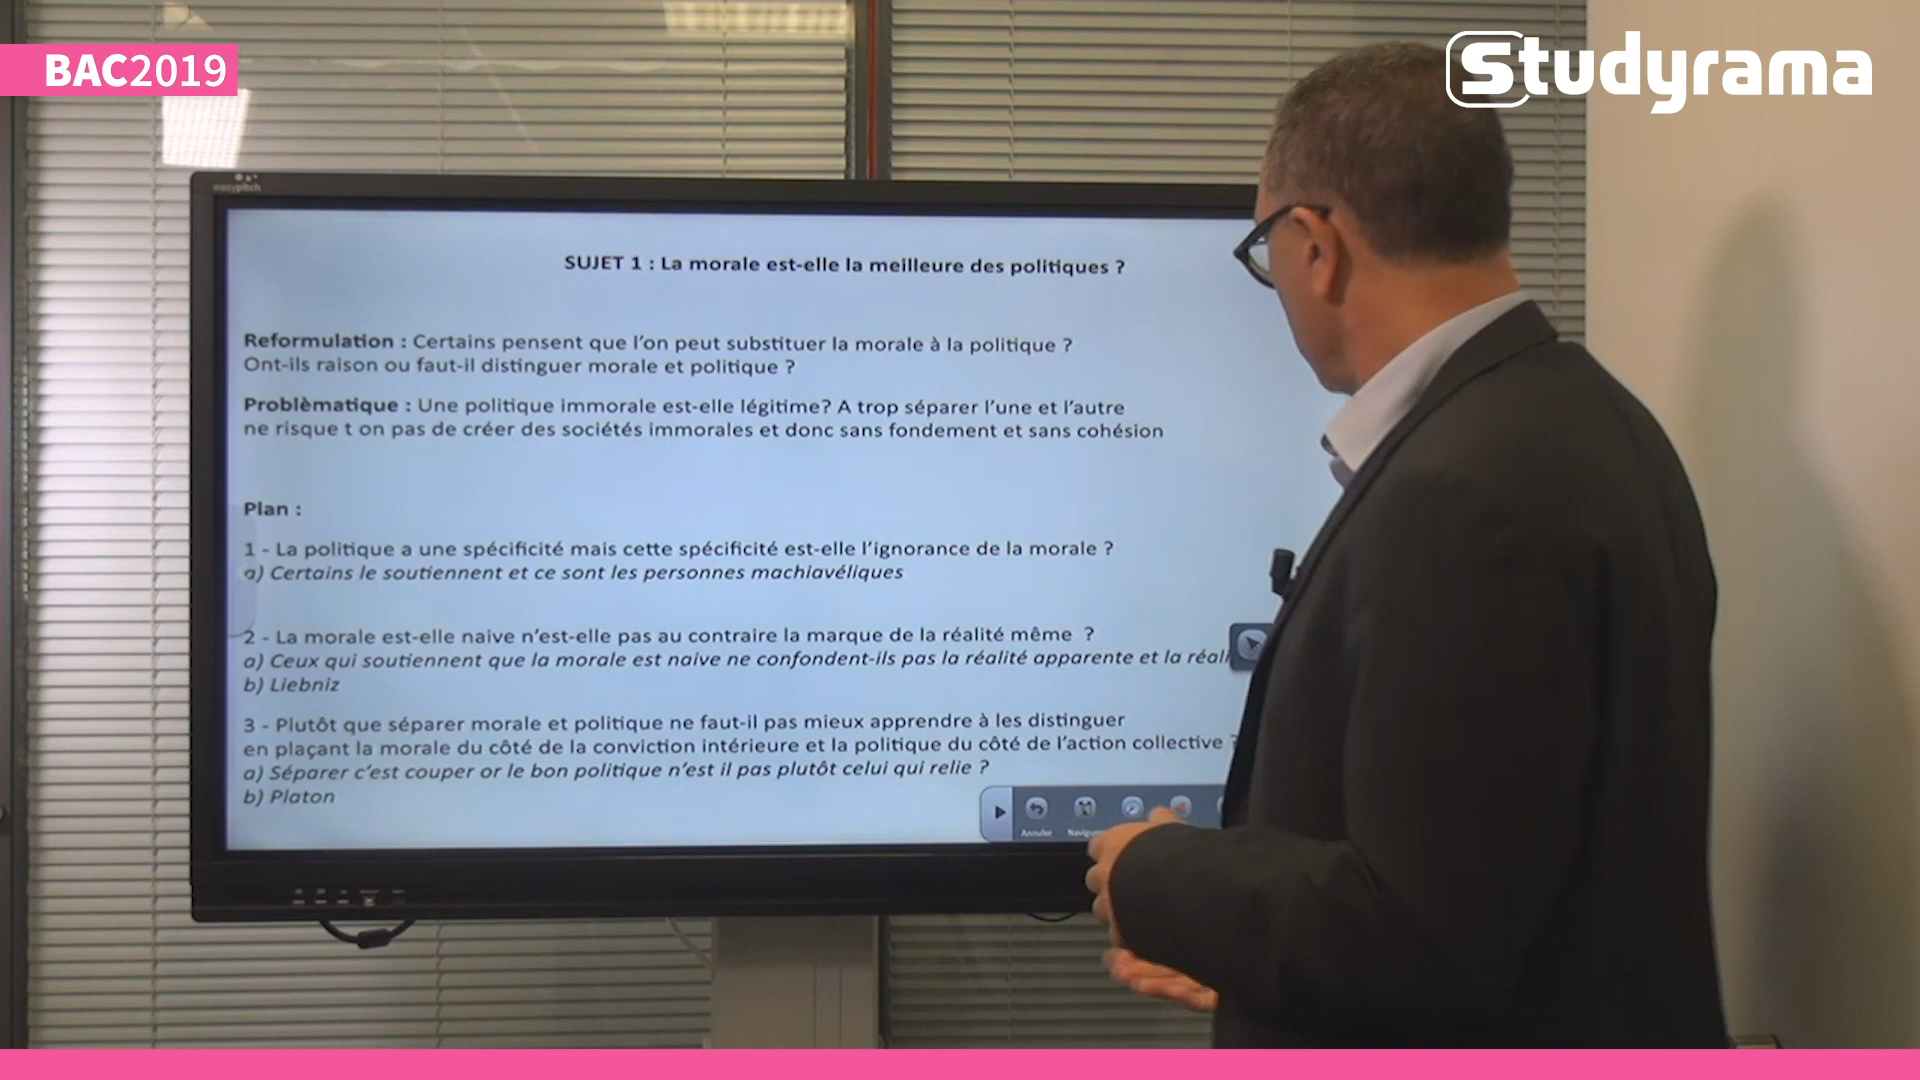 BAC2019
Studyrama
easypitch
SUJET 1 : La morale est-elle la meilleure des politiques ?
Reformulation : Certains pensent que l'on peut substituer la morale à la politique ?
Ont-ils raison ou faut-il distinguer morale et politique ?
Problèmatique : Une politique immorale est-elle légitime? A trop séparer l'une et l'autre
ne risque t on pas de créer des sociétés immorales et donc sans fondement et sans cohésion
Plan :
1 - La politique a une spécificité mais cette spécificité est-elle l'ignorance de la morale ?
a) Certains le soutiennent et ce sont les personnes machiavéliques
2 - La morale est-elle naive n'est-elle pas au contraire la marque de la réalité même ?
a) Ceux qui soutiennent que la morale est naive ne confondent-ils pas la réalité apparente et la
b) Liebniz
3 - Plutôt que séparer morale et politique ne faut-il pas mieux apprendre à les distinguer
en plaçant la morale du côté de la conviction intérieure et la politique du côté de l'action collective ?
a) Séparer c'est couper or le bon politique n'est il pas plutôt celui qui relie ?
b) Platon
Annuler